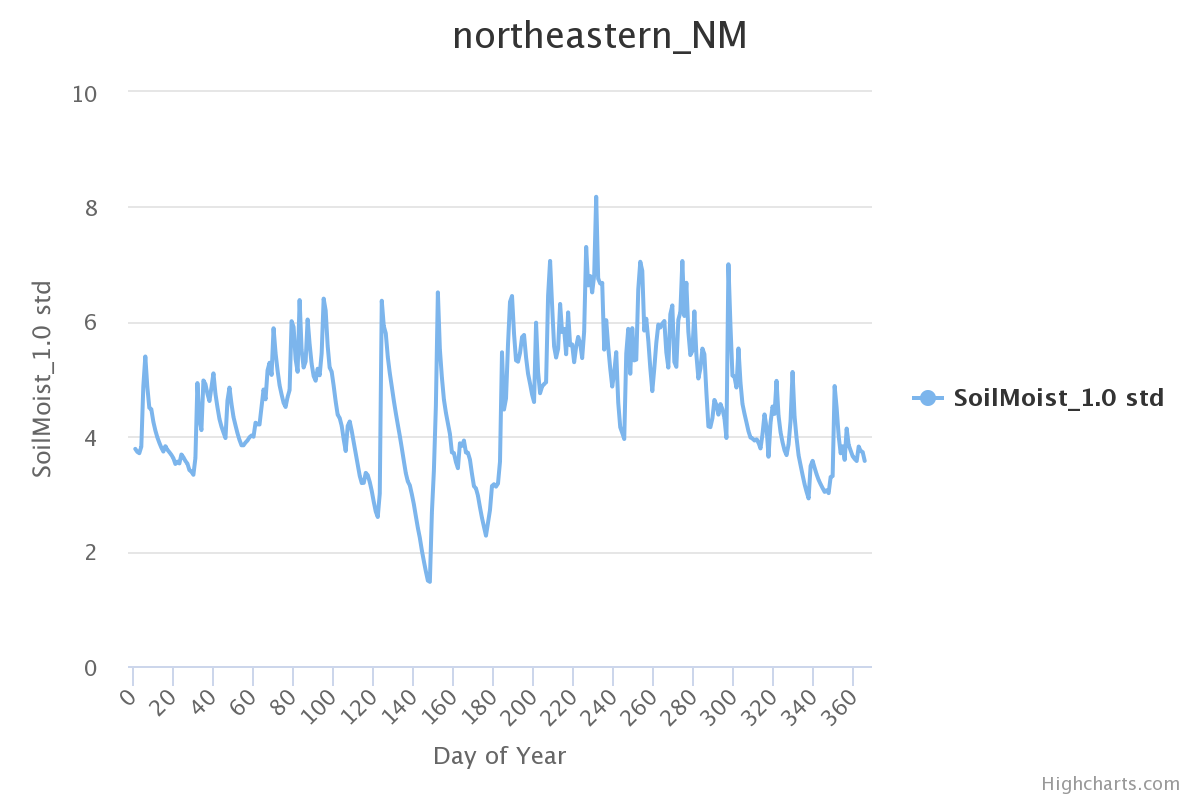 northeastern_NM
10
8
6
4
2
0
SoilMoist_1.0 std
0 20 40 60 80 100 120 140 160 180 200 220 240 260 280 300 320 340 360
Day of Year
SoilMoist_1.0 std
Highcharts.com